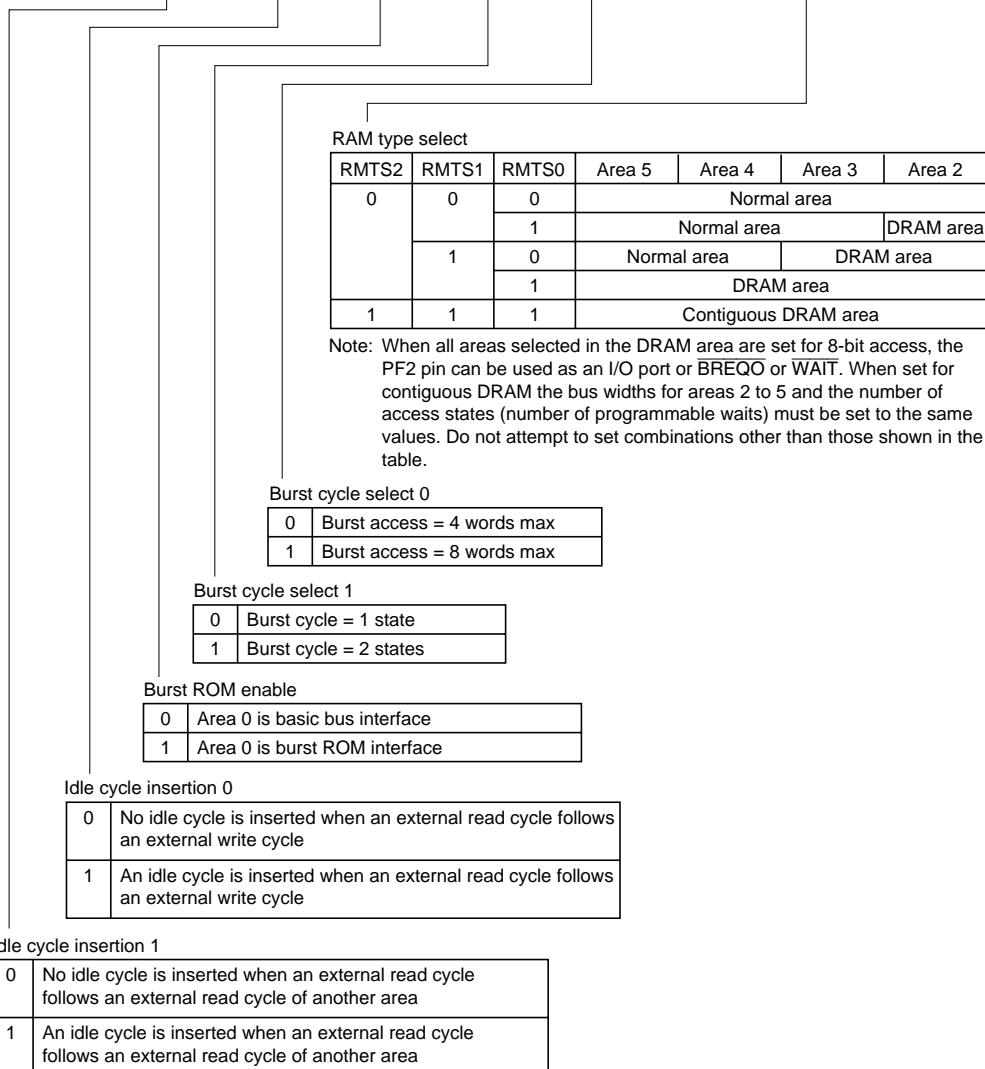 RAM type select
RMTS2 RMTS1 RMTS0 Area 5 Area 4 Area 3 Area 2
0 0 0 Normal area
1 Normal area DRAM area
1 0 Normal area DRAM area
1 DRAM area
1 1 1 Contiguous DRAM area
Note: When all areas selected in the DRAM area are set for 8-bit access, the
PF2 pin can be used as an I/O port or BREQO or WAIT. When set for
contiguous DRAM the bus widths for areas 2 to 5 and the number of
access states (number of programmable waits) must be set to the same
values. Do not attempt to set combinations other than those shown in the
table.
Burst cycle select 0
0 Burst access = 4 words max
1 Burst access = 8 words max
Burst cycle select 1
0 Burst cycle = 1 state
1 Burst cycle = 2 states
Burst ROM enable
0 Area 0 is basic bus interface
1 Area 0 is burst ROM interface
Idle cycle insertion 0
0 No idle cycle is inserted when an external read cycle follows
an external write cycle
1 An idle cycle is inserted when an external read cycle follows
an external write cycle
dle cycle insertion 1
0 No idle cycle is inserted when an external read cycle
follows an external read cycle of another area
1 An idle cycle is inserted when an external read cycle
follows an external read cycle of another area